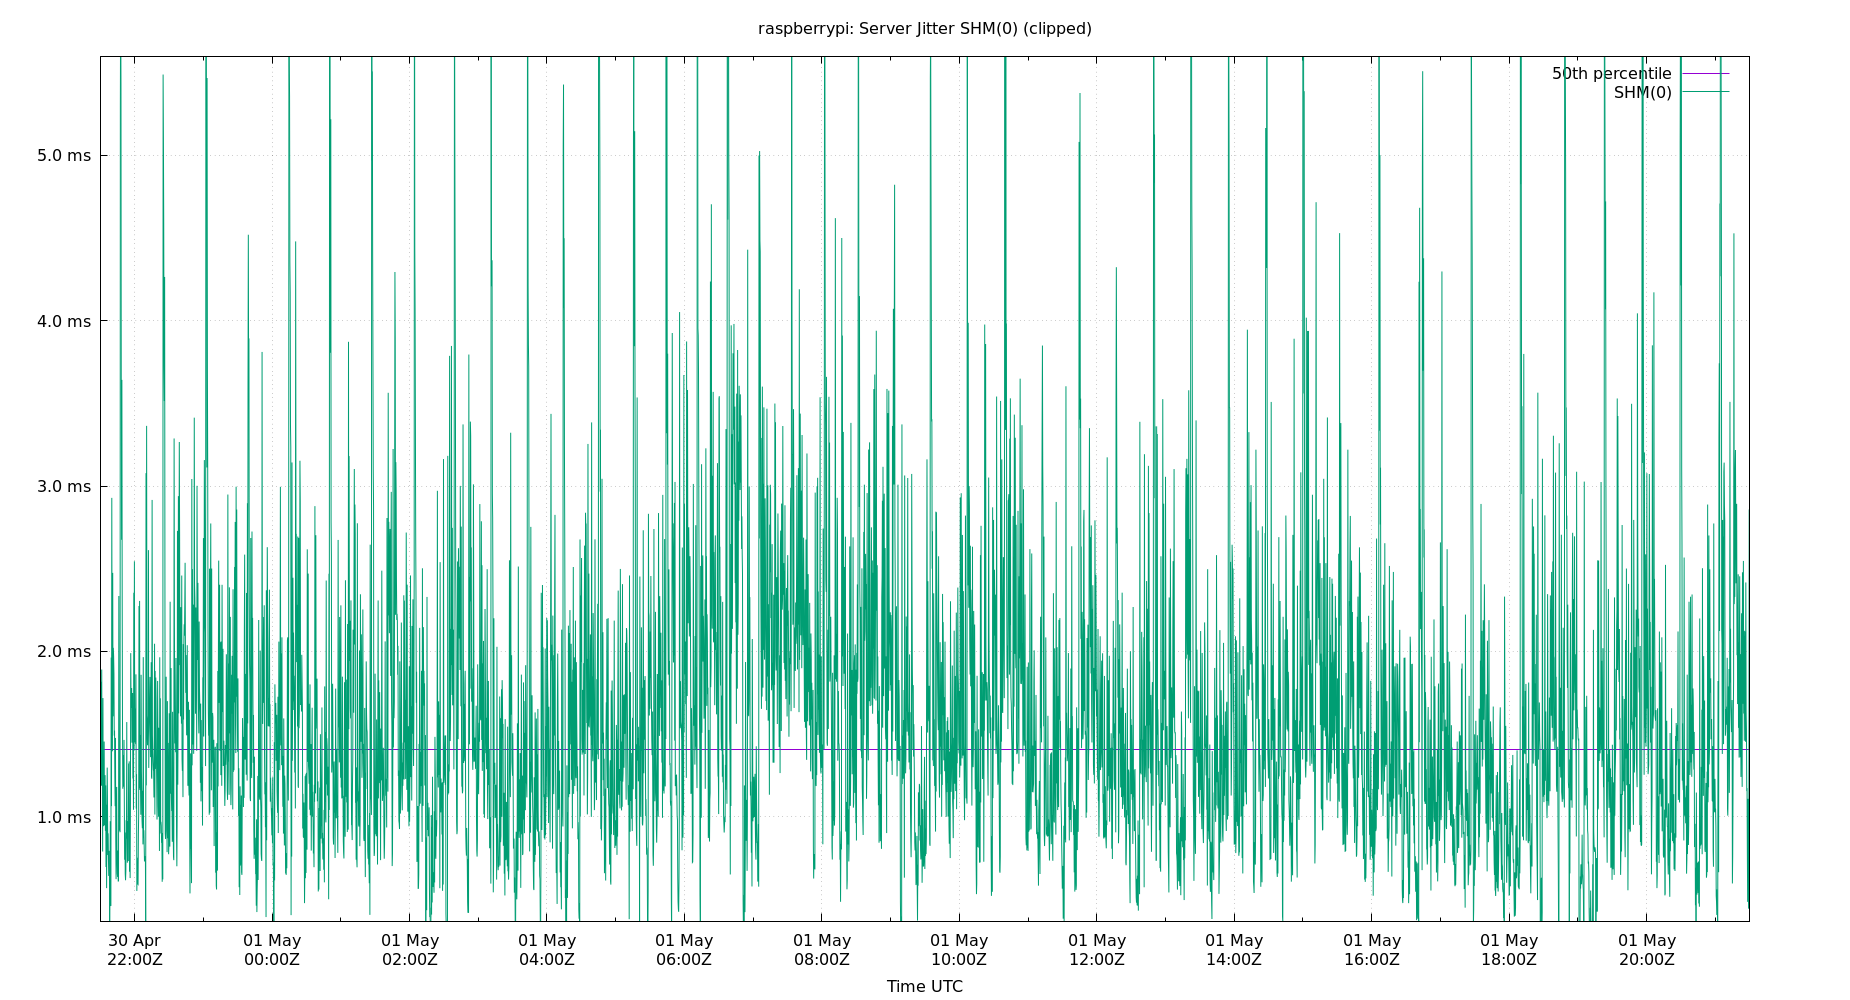 raspberrypi: Server Jitter SHM(0) (clipped)
50th percentile
SHM(0)
5.0 ms
4.0 ms
3.0 ms
2.0 ms
1.0 ms
30 Apr 01 May 01 May 01 May 01 May 01 May 01 May 01 May 01 May 01 May 01 May 01 May
22:00Z 00:00Z 02:00Z 04:00Z 06:00Z 08:00Z 10:00Z 12:00Z 14:00Z 16:00Z 18:00Z 20:00Z
Time UTC